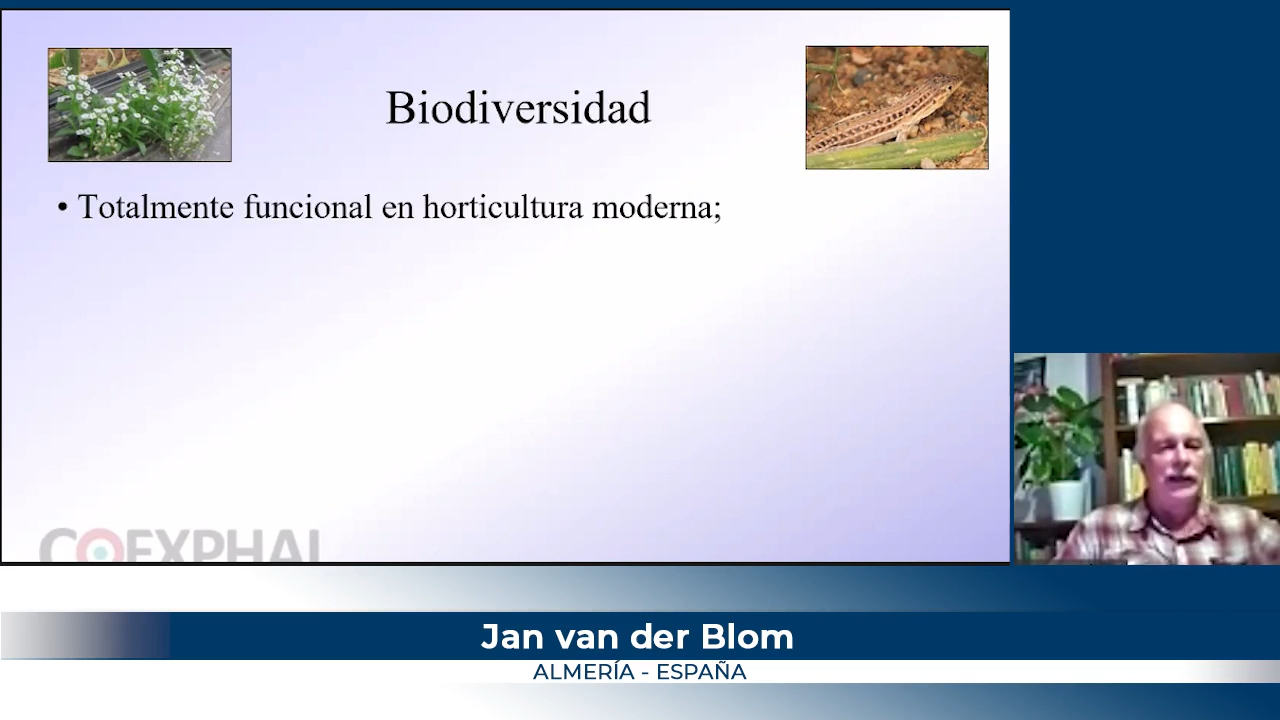 Biodiversidad
• Totalmente funcional en horticultura moderna;
COEXPHAL
Jan van der Blom
ALMERÍA - ESPAÑA